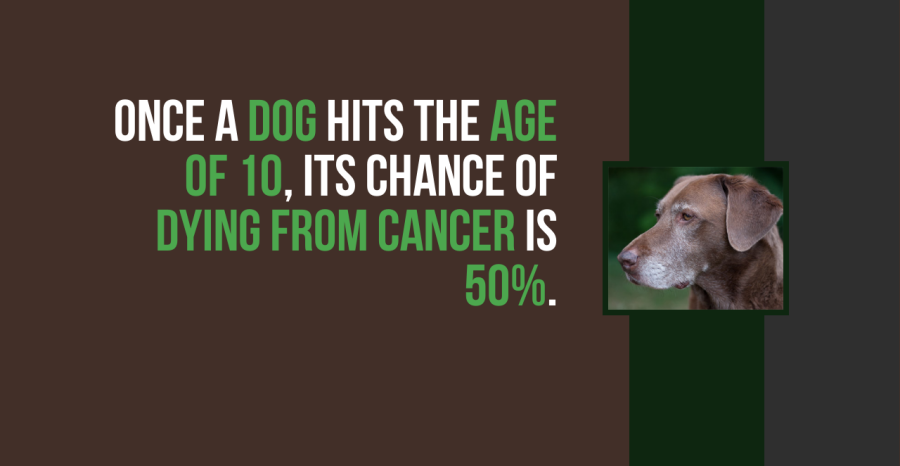 ONCE A DOG HITS THE AGE
OF 10, ITS CHANCE OF
DYING FROM CANCER IS
50%.